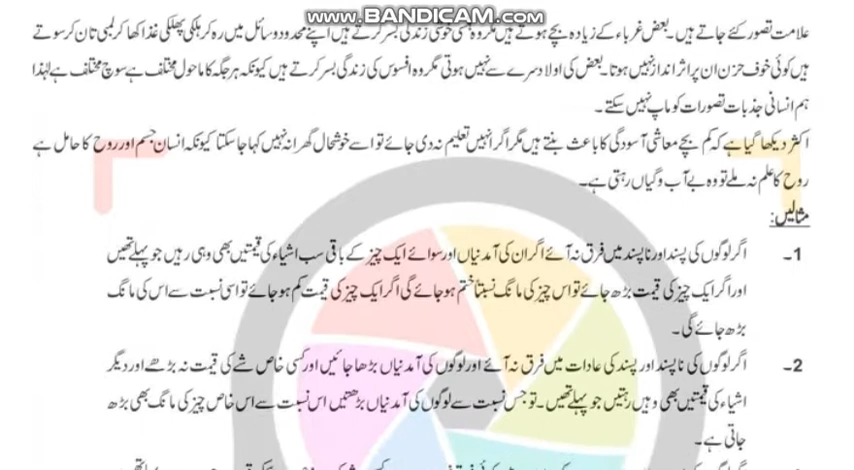 www.BANDICAM.com
علامت تصور کئے جاتے ہیں۔ بعض غرباء کے زیادہ بچے ہوتے ہیں مگر وہ ہنسی خوشی زندگی بسر کرتے ہیں اپنے محدود وسائل میں رہ کر ہلکی پھلکی غذا کھا کر لمبی تان کر سوتے
ہیں کوئی خوف حزن ان پر اثر انداز نہیں ہوتا۔ بعض کی اولاد سرے سے نہیں ہوتی مگر وہ افسوس کی زندگی بسر کرتے ہیں کیونکہ ہر جگہ کا ماحول مختلف ہے سوچ مختلف ہے لہٰذا
ہم انسانی جذبات تصورات کو ماپ نہیں سکتے۔
اکثر دیکھا گیا ہے کہ کم بچے معاشی آسودگی کا باعث بنتے ہیں مگر اگر انہیں تعلیم نہ دی جائے تو اسے خوشحال گھرانہ نہیں کہا جا سکتا کیونکہ انسان جسم اور روح کا حامل ہے
روح کا علم نہ ملے تو وہ بے آب و گیاں رہتی ہے۔
مثالیں:
1۔ اگر لوگوں کی پسند اور ناپسند میں فرق نہ آئے اگر ان کی آمدنیاں اور سوائے ایک چیز کے باقی سب اشیاء کی قیمتیں بھی وہی رہیں جو پہلے تھیں
اور اگر ایک چیز کی قیمت بڑھ جائے تو اس چیز کی مانگ نسبتاً ختم ہو جائے گی اگر ایک چیز کی قیمت کم ہو جائے تو اسی نسبت سے اس کی مانگ
بڑھ جائے گی۔
2۔ اگر لوگوں کی ناپسند اور پسند کی عادات میں فرق نہ آئے اور لوگوں کی آمدنیاں بڑھا جائیں اور کسی خاص شے کی قیمت نہ بڑھے اور دیگر
اشیاء کی قیمتیں بھی وہیں رہتیں جو پہلے تھیں۔ تو جس نسبت سے لوگوں کی آمدنیاں بڑھتیں اس نسبت سے اس خاص چیز کی مانگ بھی بڑھ
جاتی ہے۔